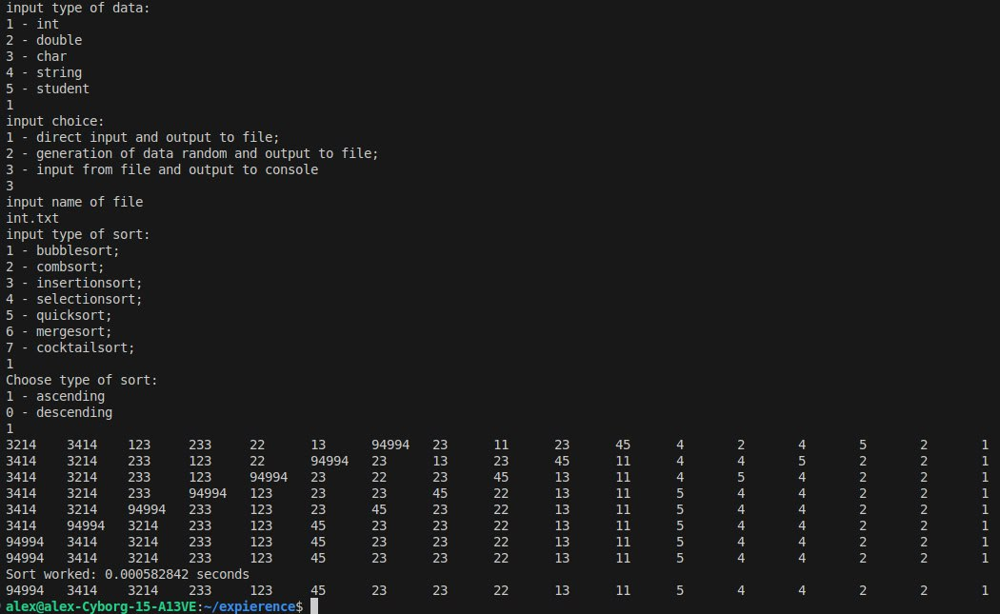 input type of data:
1 - int
2 - double
3 - char
4 - string
5 - student
1
input choice:
1 - direct input and output to file;
2 - generation of data random and output to file;
3 - input from file and output to console
3
input name of file
int.txt
input type of sort:
1 - bubblesort;
2 - combsort;
3 - insertionsort;
4 - selectionsort;
5 - quicksort;
6 - mergesort;
7 - cocktailsort;
1
Choose type of sort:
1 - ascending
0 - descending
1
3214 3414 123 233 22 13 94994 23 11 23 45 4 2 4 5 2 1
3414 3214 233 123 22 94994 23 13 23 45 11 4 4 5 2 2 1
3414 3214 233 123 94994 23 22 23 45 13 11 4 5 4 2 2 1
3414 3214 233 94994 123 23 23 45 22 13 11 5 4 4 2 2 1
3414 3214 94994 233 123 23 45 23 22 13 11 5 4 4 2 2 1
3414 94994 3214 233 123 45 23 23 22 13 11 5 4 4 2 2 1
94994 3414 3214 233 123 45 23 23 22 13 11 5 4 4 2 2 1
94994 3414 3214 233 123 45 23 23 22 13 11 5 4 4 2 2 1
Sort worked: 0.000582842 seconds
94994 3414 3214 233 123 45 23 23 22 13 11 5 4 4 2 2 1
alex@alex-Cyborg-15-A13VE:~/expierence$